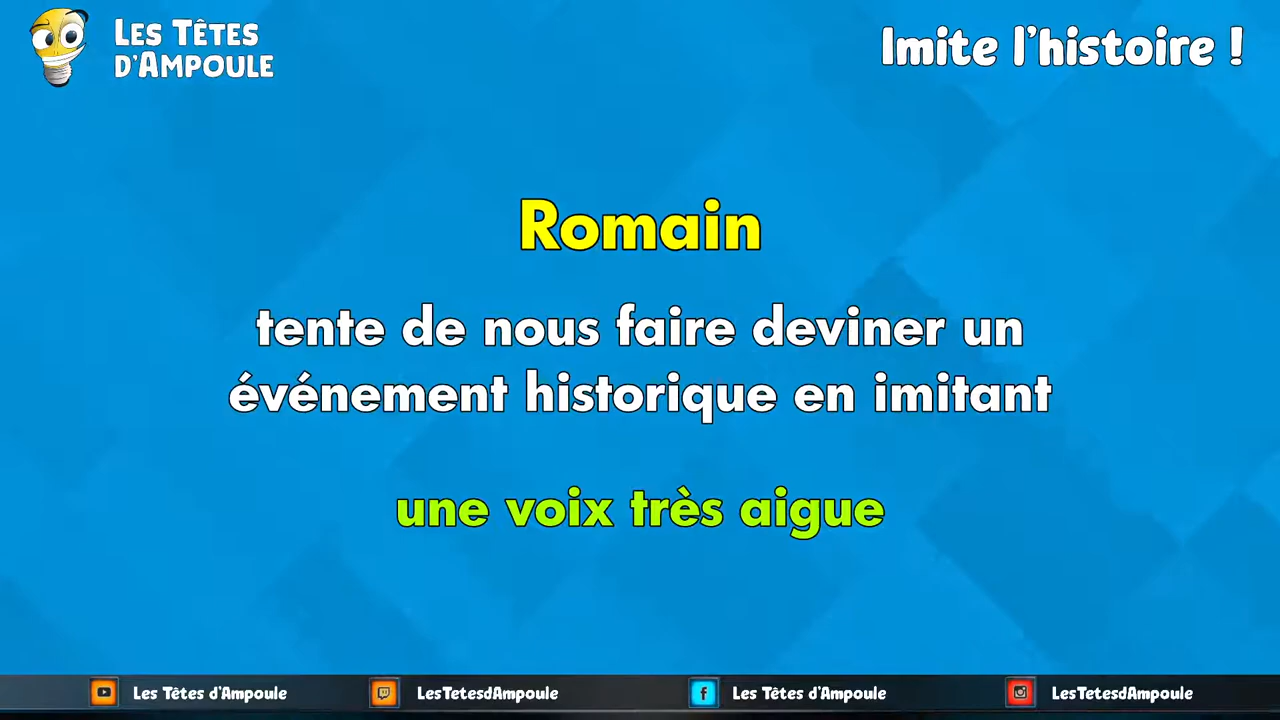 LES TÊTES
D'AMPOULE
Imite l'histoire !
Romain
tente de nous faire deviner un
événement historique en imitant
une voix très aigue
Les Têtes d'Ampoule
LesTetesdAmpoule
Les Têtes d'Ampoule
LesTetesdAmpoule